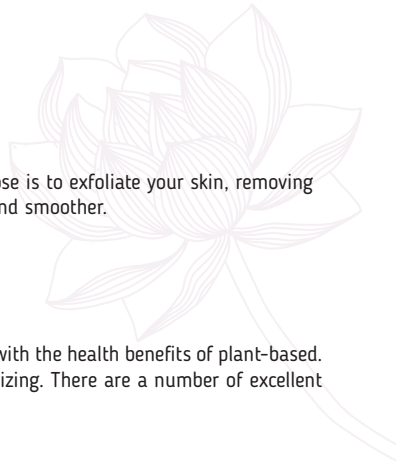 ose is to exfoliate your skin, removing
nd smoother.
with the health benefits of plant-based.
izing. There are a number of excellent